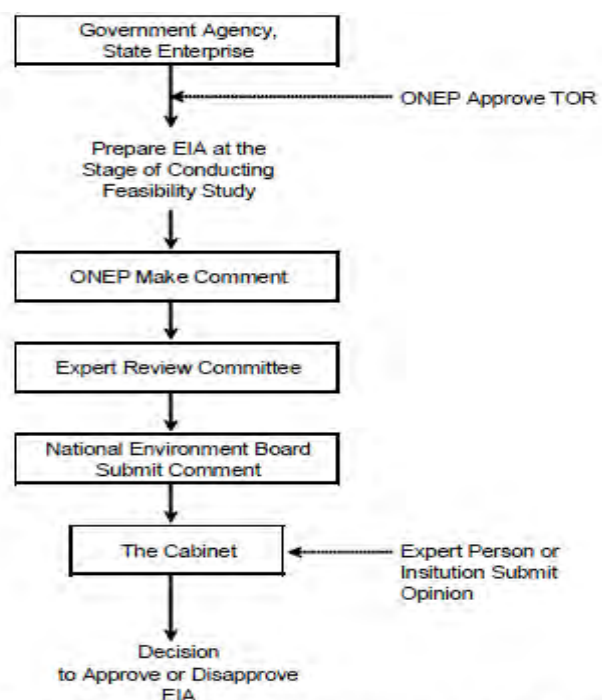 Government Agency,
State Enterprise
ONEP Approve TOR
Prepare EIA at the
Stage of Conducting
Feasibility Study
ONEP Make Comment
Expert Review Committee
National Environment Board
Submit Comment
The Cabinet
Expert Person or
Insitution Submit
Opinion
Decision
to Approve or Disapprove
EIA